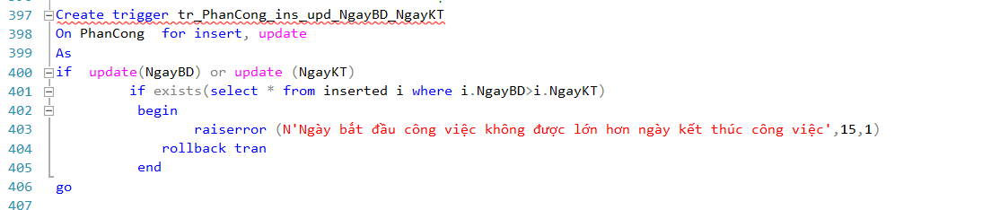 397 Create trigger tr_PhanCong_ins_upd_NgayBD_NgayKT
398 On PhanCong  for insert, update
399 As
400 if  update(NgayBD) or update (NgayKT)
401 if exists(select * from inserted i where i.NgayBD>i.NgayKT)
402 begin
403 raiserror (N'Ngày bắt đầu công việc không được lớn hơn ngày kết thúc công việc',15,1)
404 rollback tran
405 end
406 go
407